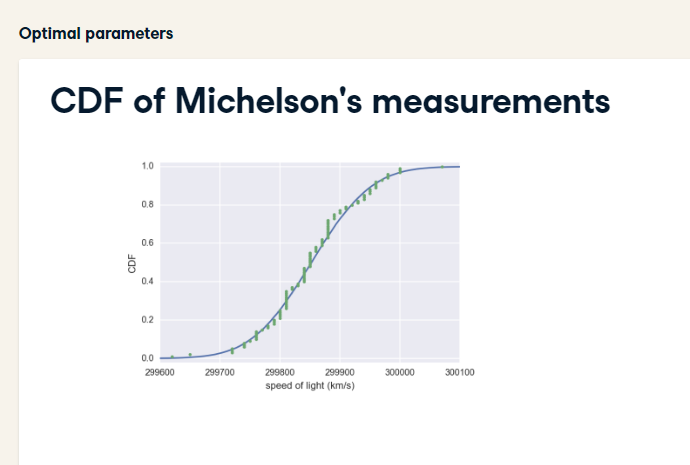 Optimal parameters
CDF of Michelson's measurements
1.0
0.8
0.6
0.4
0.2
0.0
CDF
299600 299700 299800 299900 300000 300100
speed of light (km/s)